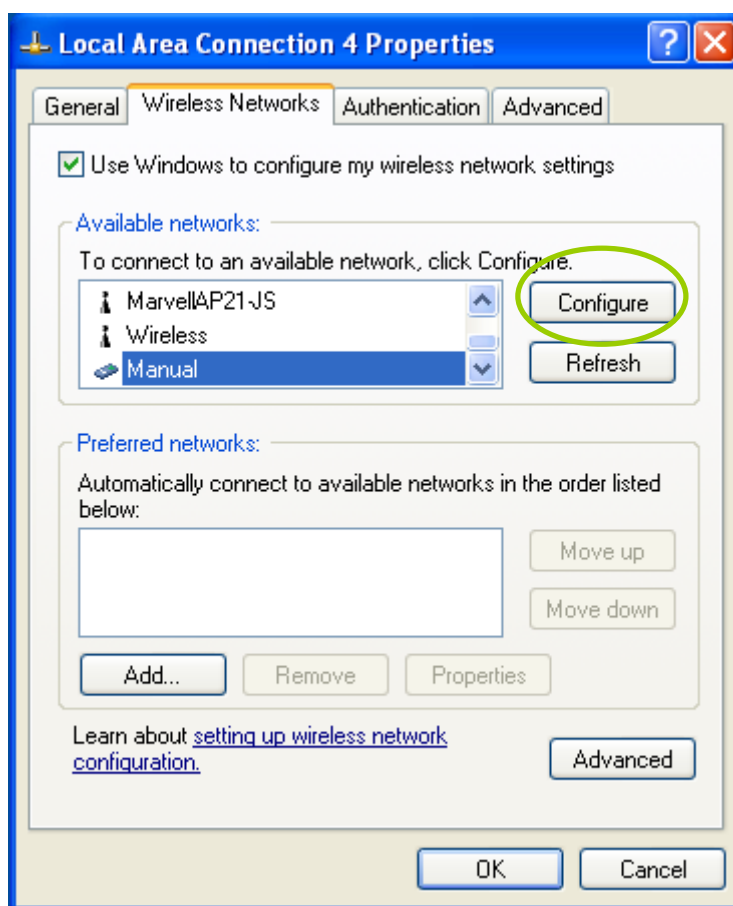 Local Area Connection 4 Properties
General Wireless Networks Authentication Advanced
Use Windows to configure my wireless network settings
Available networks:
To connect to an available network, click Configure.
MarvellAP21-JS
Configure
Wireless
Manual
Refresh
Preferred networks:
Automatically connect to available networks in the order listed
below:
Move up
Move down
Add... Remove Properties
Learn about setting up wireless network
configuration.
Advanced
OK Cancel